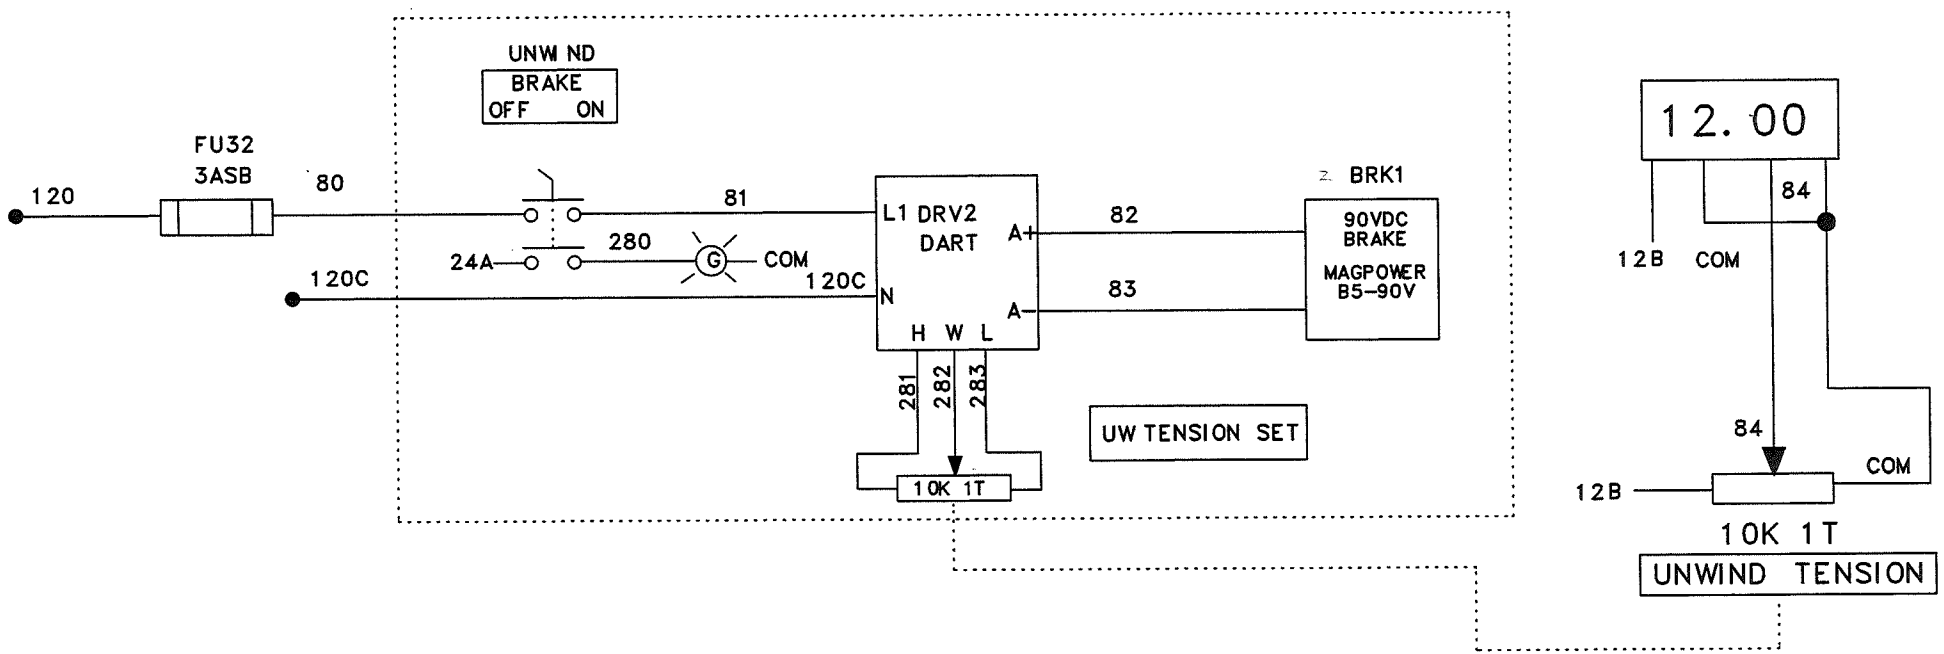 UNWIND
BRAKE
OFF ON
FU32
3ASB
120
80
81
24A
280
G
COM
120C
120C
L1 DRV2
DART
N
A+
A-
H W L
82
83
BRK1
90VDC
BRAKE
MAGPOWER
B5-90V
281
282
283
10K 1T
UW TENSION SET
12.00
84
12B COM
84
12B
COM
10K 1T
UNWIND TENSION